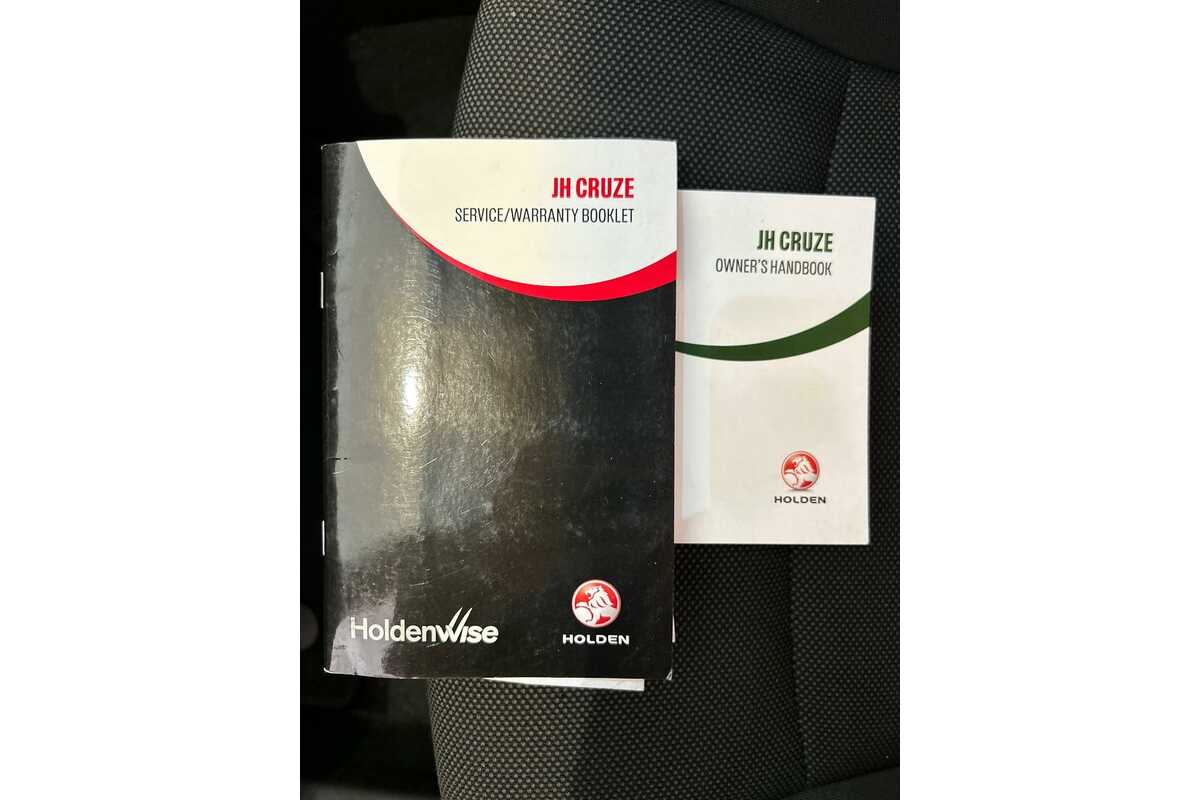 JH CRUZE
SERVICE/WARRANTY BOOKLET
HoldenWise
HOLDEN
JH CRUZE
OWNER'S HANDBOOK
HOLDEN